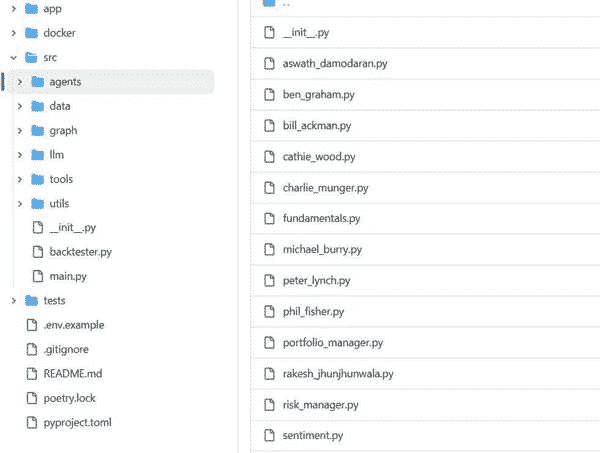 app
docker
src
agents
data
graph
llm
tools
utils
__init__.py
backtester.py
main.py
tests
.env.example
.gitignore
README.md
poetry.lock
pyproject.toml
..
__init__.py
aswath_damodaran.py
ben_graham.py
bill_ackman.py
cathie_wood.py
charlie_munger.py
fundamentals.py
michael_burry.py
peter_lynch.py
phil_fisher.py
portfolio_manager.py
rakesh_jhunjhunwala.py
risk_manager.py
sentiment.py